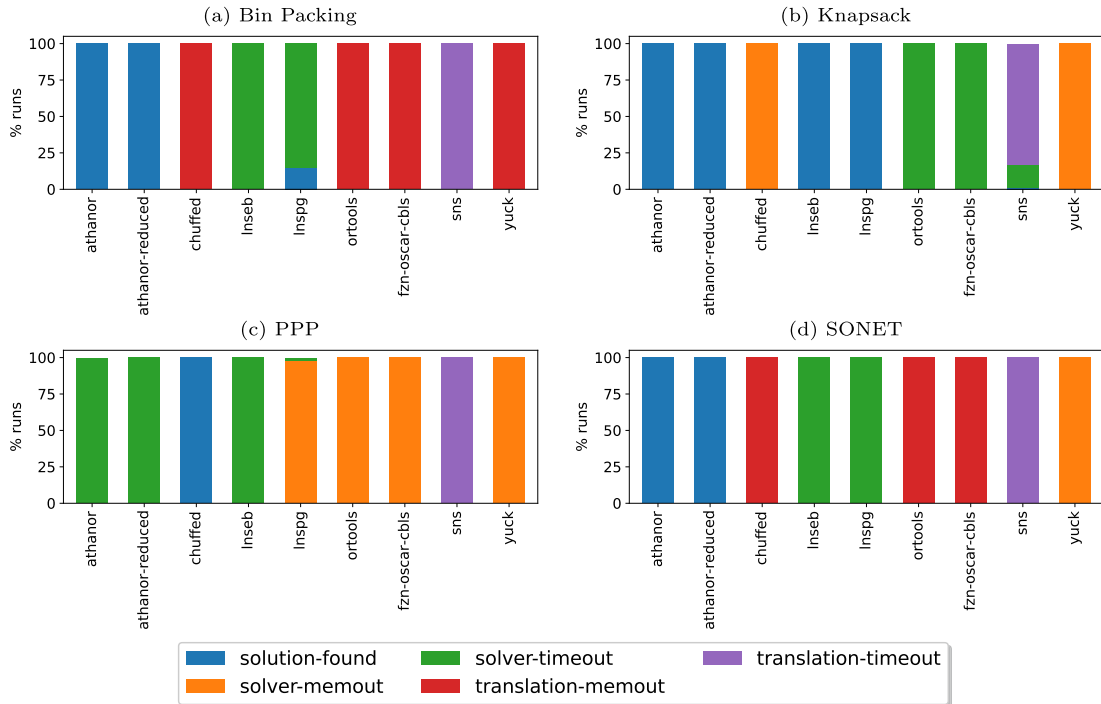 (a) Bin Packing
100
75
50
25
0
% runs
athanor
athanor-reduced
chuffed
lnseb
lnspg
ortools
fzn-oscar-cbls
sns
yuck
(b) Knapsack
100
75
50
25
0
% runs
athanor
athanor-reduced
chuffed
lnseb
lnspg
ortools
fzn-oscar-cbls
sns
yuck
(c) PPP
100
75
50
25
0
% runs
athanor
athanor-reduced
chuffed
lnseb
lnspg
ortools
fzn-oscar-cbls
sns
yuck
(d) SONET
100
75
50
25
0
% runs
athanor
athanor-reduced
chuffed
lnseb
lnspg
ortools
fzn-oscar-cbls
sns
yuck
solution-found
solver-memout
solver-timeout
translation-memout
translation-timeout